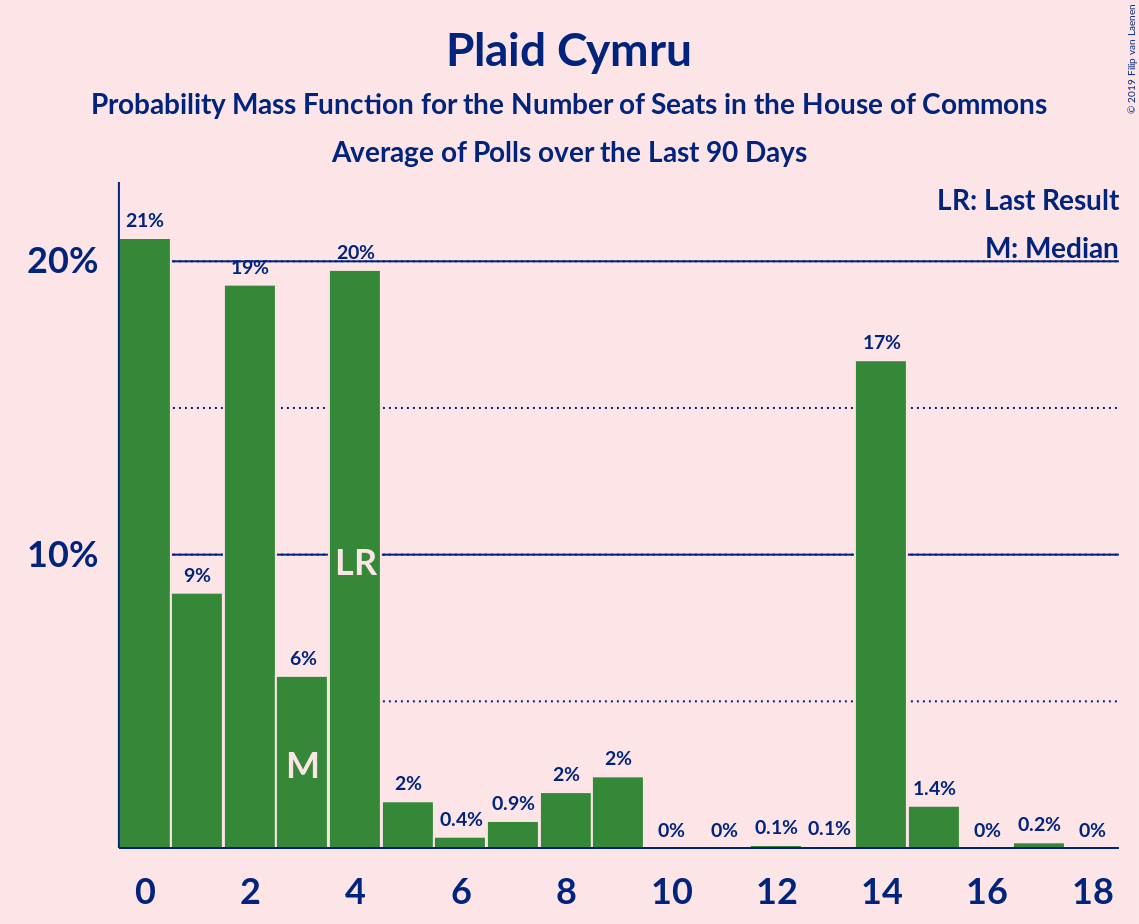 Plaid Cymru
Probability Mass Function for the Number of Seats in the House of Commons
Average of Polls over the Last 90 Days
© 2019 Filip van Laenen
LR: Last Result
M: Median
20%
10%
21%
9%
19%
6%
20%
2%
0.4%
0.9%
2%
2%
0%
0%
0.1%
0.1%
17%
1.4%
0%
0.2%
0%
M
LR
0 2 4 6 8 10 12 14 16 18